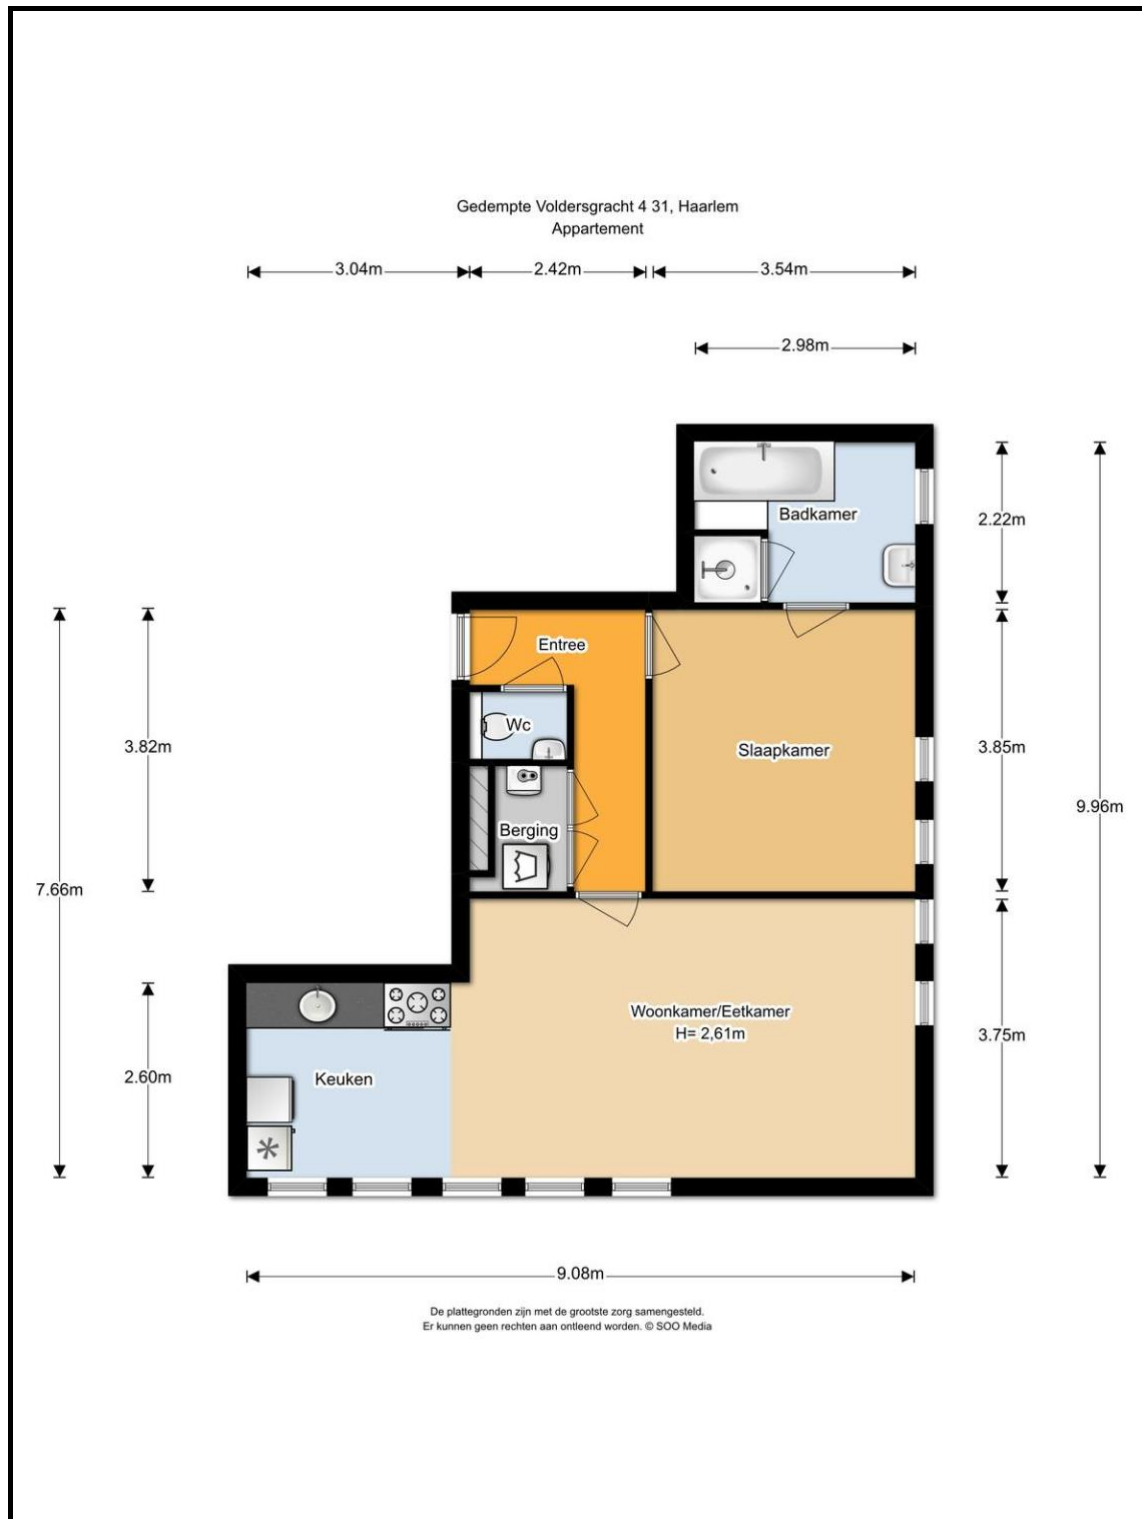 Gedempte Voldersgracht 4 31, Haarlem
Appartement
3.04m
2.42m
3.54m
2.98m
Badkamer
2.22m
Entree
Wc
3.82m
Slaapkamer
3.85m
9.96m
Berging
7.66m
Woonkamer/Eetkamer
H= 2,61m
3.75m
Keuken
2.60m
9.08m
De plattegronden zijn met de grootste zorg samengesteld.
Er kunnen geen rechten aan ontleend worden. © SOO Media